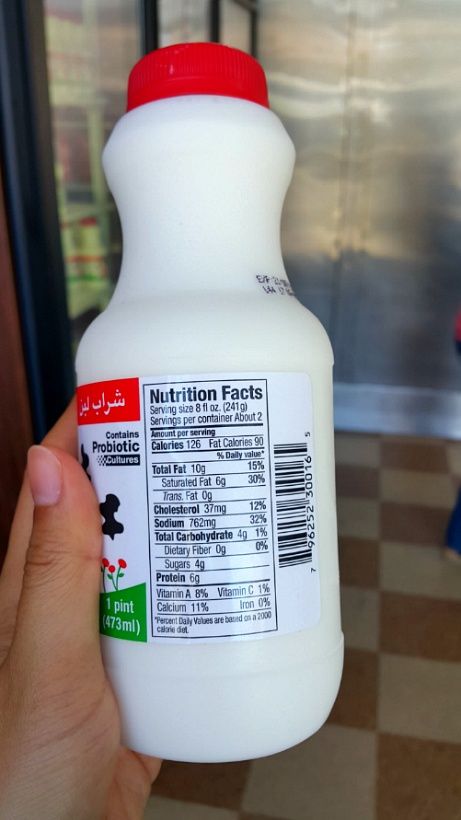 شراب لبن
Contains
Probiotic
Cultures
1 pint
(473ml)
Nutrition Facts
Serving size 8 fl oz. (241g)
Servings per container About 2
Amount per serving
Calories 126 Fat Calories 90
% Daily value*
Total Fat 10g 15%
Saturated Fat 6g 30%
Trans. Fat 0g
Cholesterol 37mg 12%
Sodium 762mg 32%
Total Carbohydrate 4g 1%
Dietary Fiber 0g 0%
Sugars 4g
Protein 6g
Vitamin A 8% Vitamin C 1%
Calcium 11% Iron 0%
*Percent Daily Values are based on a 2000
calorie diet.
7 96252 30016 5